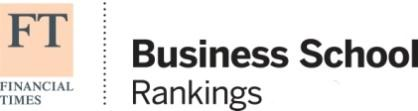 FT
FINANCIAL
TIMES
Business School
Rankings